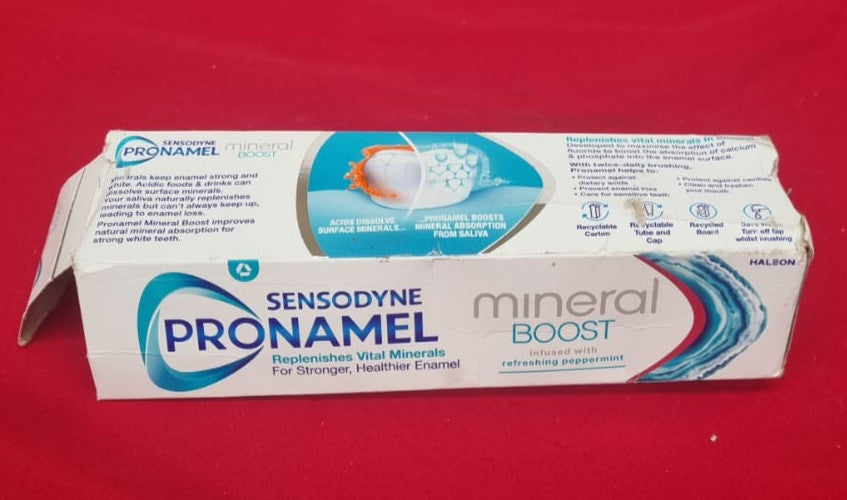 SENSODYNE
PRONAMEL
mineral
BOOST
Minerals keep enamel strong and
white. Acidic foods & drinks can
dissolve surface minerals.
Your saliva naturally replenishes
minerals but can't always keep up,
leading to enamel loss.
Pronamel Mineral Boost improves
natural mineral absorption for
strong white teeth.
ACIDS DISSOLVE
SURFACE MINERALS...
...PRONAMEL BOOSTS
MINERAL ABSORPTION
FROM SALIVA
Replenishes vital minerals in
Developed to maximise the effect of
fluoride to boost the absorption of calcium
& phosphate into the enamel surface.
With twice-daily brushing,
Pronamel helps to:
• Protect against
dietary acids
• Prevent enamel loss
• Care for sensitive teeth
• Protect against cavities
• Clean and freshen
your mouth
Recyclable
Carton
Recyclable
Tube and
Cap
Recycled
Board
Save
Turn off tap
whilst brushing
SENSODYNE
PRONAMEL
Replenishes Vital Minerals
For Stronger, Healthier Enamel
mineral
BOOST
infused with
refreshing peppermint
HALEON